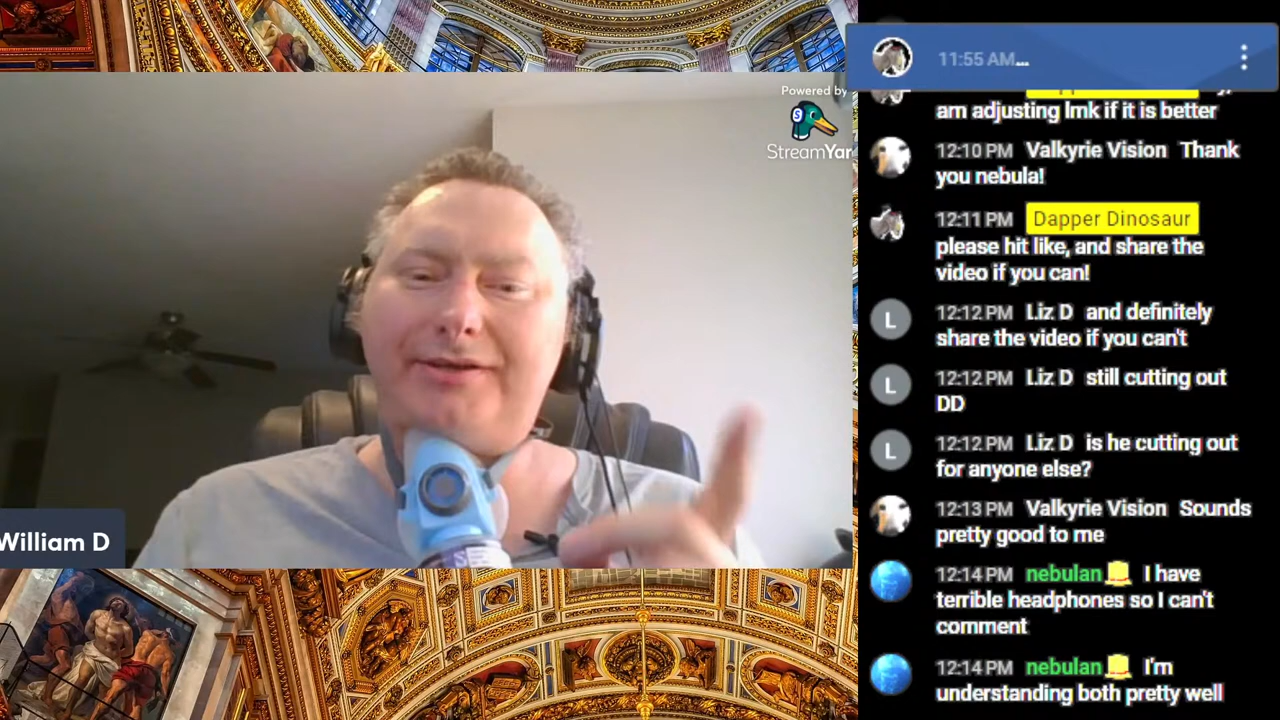 Powered by
StreamYar
William D
11:55 AM...
am adjusting lmk if it is better
12:10 PM Valkyrie Vision Thank
you nebula!
12:11 PM Dapper Dinosaur
please hit like, and share the
video if you can!
L 12:12 PM Liz D and definitely
share the video if you can't
L 12:12 PM Liz D still cutting out
DD
L 12:12 PM Liz D is he cutting out
for anyone else?
12:13 PM Valkyrie Vision Sounds
pretty good to me
12:14 PM nebulan I have
terrible headphones so I can't
comment
12:14 PM nebulan I'm
understanding both pretty well